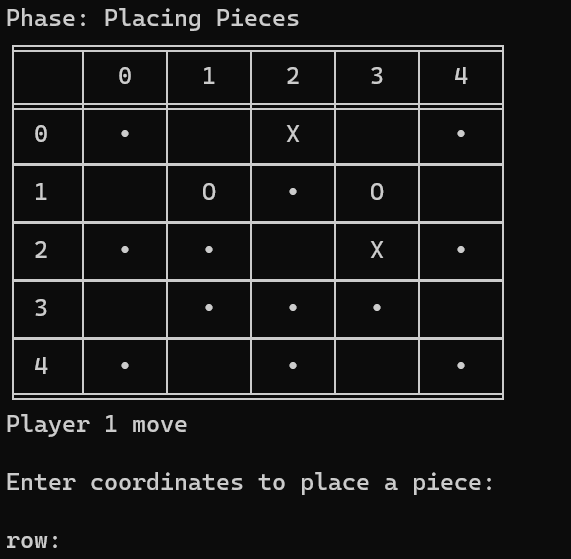 Phase: Placing Pieces
0 1 2 3 4
0 • X •
1 O • O
2 • • X •
3 • • •
4 • • •
Player 1 move
Enter coordinates to place a piece:
row: